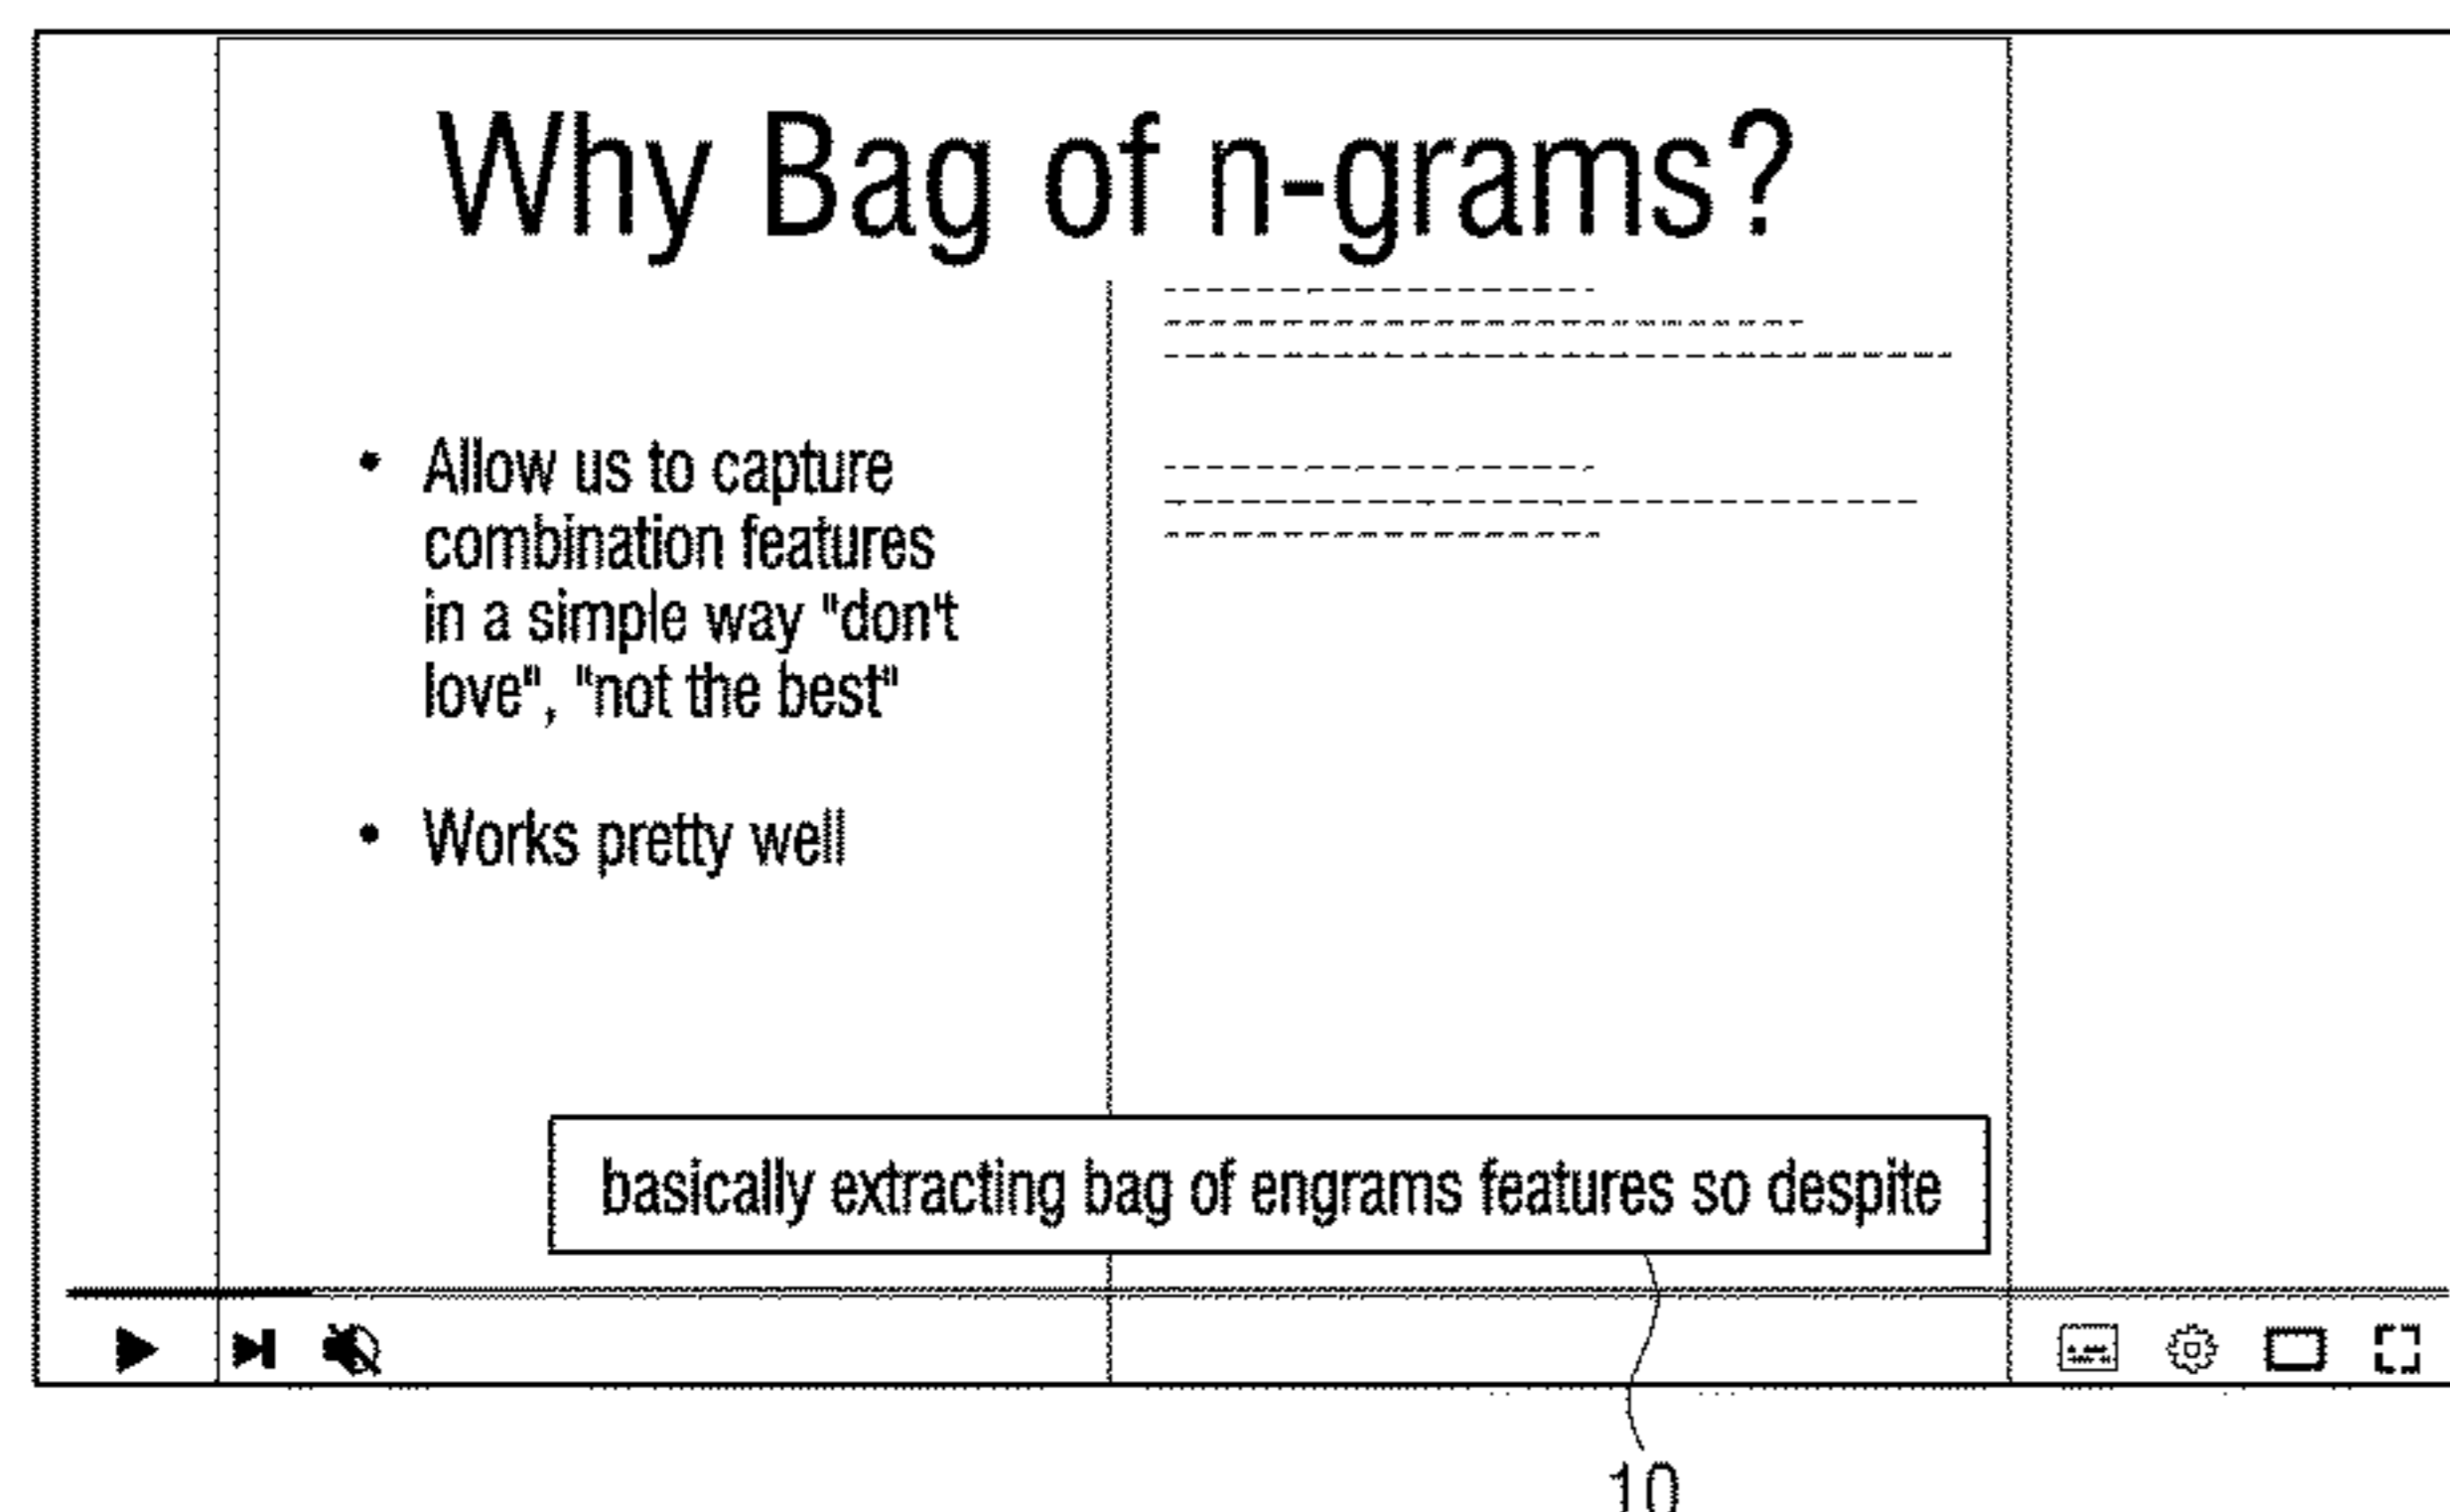 Why Bag of n-grams?
• Allow us to capture
combination features
in a simple way "don't
love", "not the best"
• Works pretty well
basically extracting bag of engrams features so despite
10